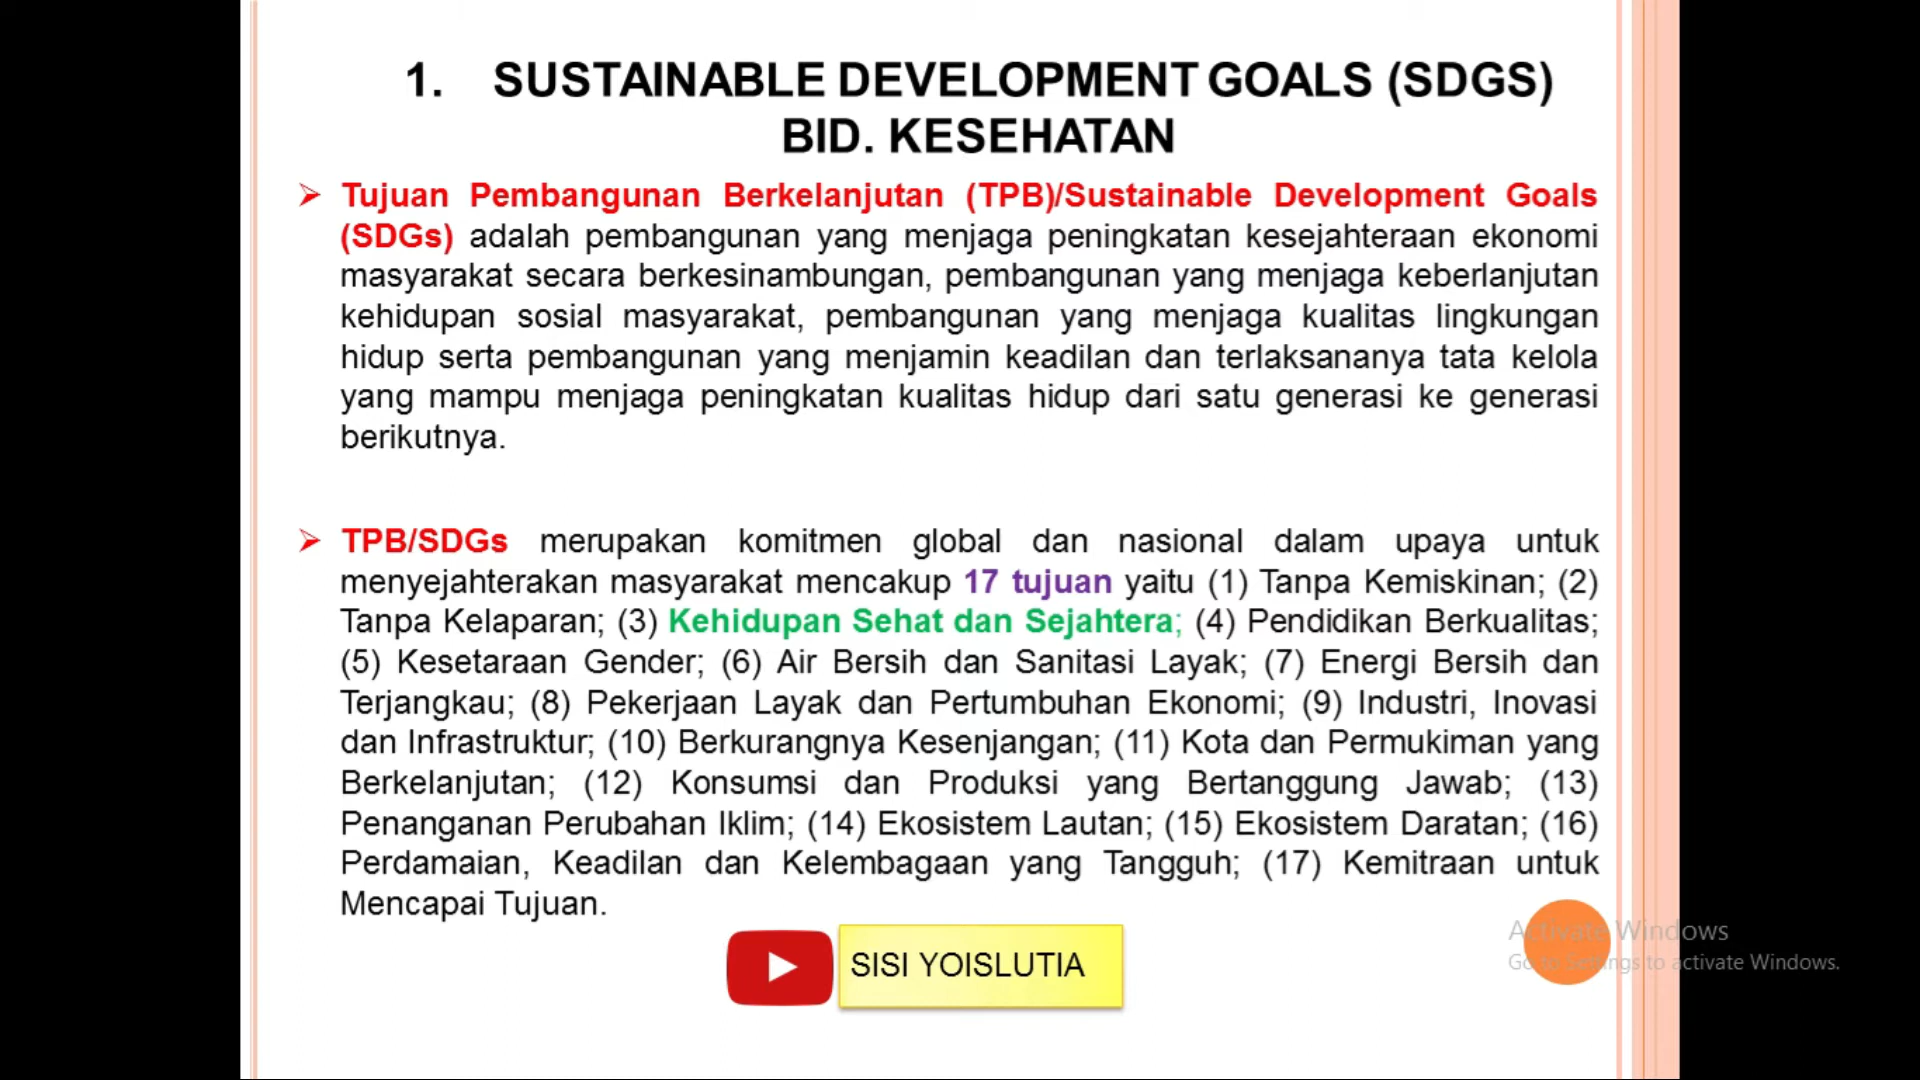 1. SUSTAINABLE DEVELOPMENT GOALS (SDGS)
BID. KESEHATAN
Tujuan Pembangunan Berkelanjutan (TPB)/Sustainable Development Goals
(SDGs) adalah pembangunan yang menjaga peningkatan kesejahteraan ekonomi
masyarakat secara berkesinambungan, pembangunan yang menjaga keberlanjutan
kehidupan sosial masyarakat, pembangunan yang menjaga kualitas lingkungan
hidup serta pembangunan yang menjamin keadilan dan terlaksananya tata kelola
yang mampu menjaga peningkatan kualitas hidup dari satu generasi ke generasi
berikutnya.
TPB/SDGs merupakan komitmen global dan nasional dalam upaya untuk
menyejahterakan masyarakat mencakup 17 tujuan yaitu (1) Tanpa Kemiskinan; (2)
Tanpa Kelaparan; (3) Kehidupan Sehat dan Sejahtera; (4) Pendidikan Berkualitas;
(5) Kesetaraan Gender; (6) Air Bersih dan Sanitasi Layak; (7) Energi Bersih dan
Terjangkau; (8) Pekerjaan Layak dan Pertumbuhan Ekonomi; (9) Industri, Inovasi
dan Infrastruktur; (10) Berkurangnya Kesenjangan; (11) Kota dan Permukiman yang
Berkelanjutan; (12) Konsumsi dan Produksi yang Bertanggung Jawab; (13)
Penanganan Perubahan Iklim; (14) Ekosistem Lautan; (15) Ekosistem Daratan; (16)
Perdamaian, Keadilan dan Kelembagaan yang Tangguh; (17) Kemitraan untuk
Mencapai Tujuan.
SISI YOISLUTIA
Activate Windows
Go to Settings to activate Windows.